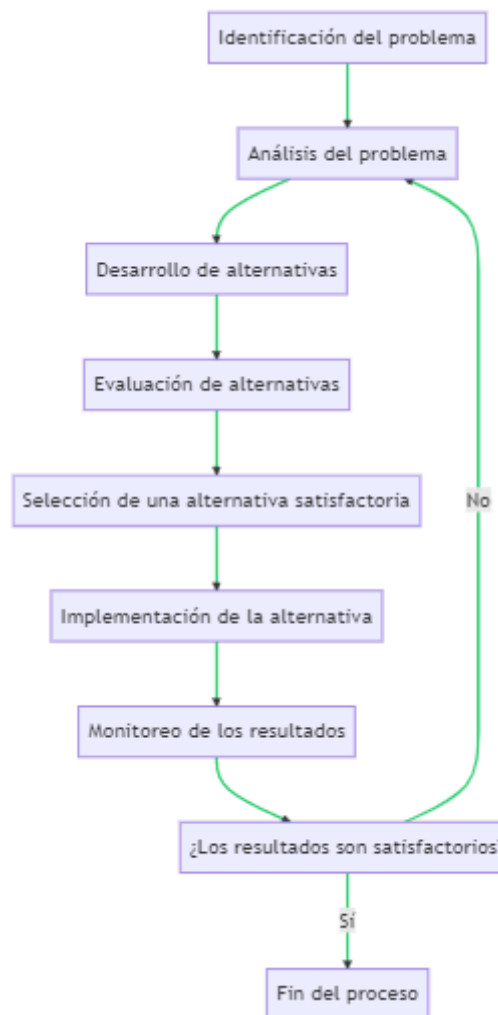 Identificación del problema
Análisis del problema
Desarrollo de alternativas
Evaluación de alternativas
Selección de una alternativa satisfactoria
No
Implementación de la alternativa
Monitoreo de los resultados
¿Los resultados son satisfactorios?
Sí
Fin del proceso